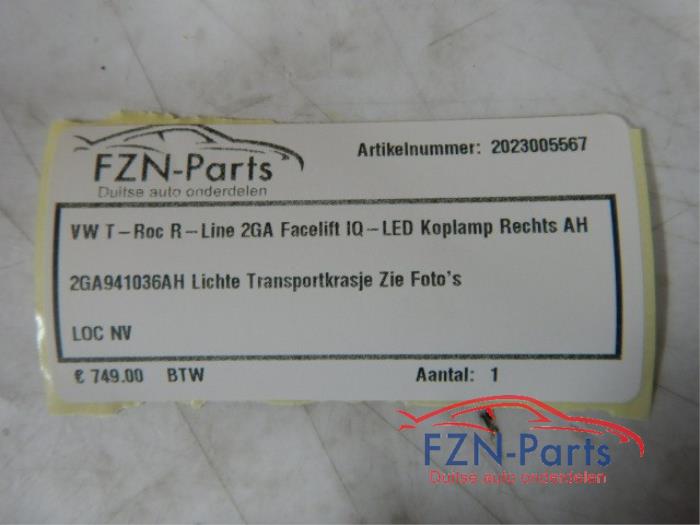 FZN-Parts
Duitse auto onderdelen
Artikelnummer: 2023005567
VW T-Roc R-Line 2GA Facelift IQ-LED Koplamp Rechts AH
2GA941036AH Lichte Transportkrasje Zie Foto's
LOC NV
€ 749.00 BTW Aantal: 1
FZN-Parts
Duitse auto onderdelen